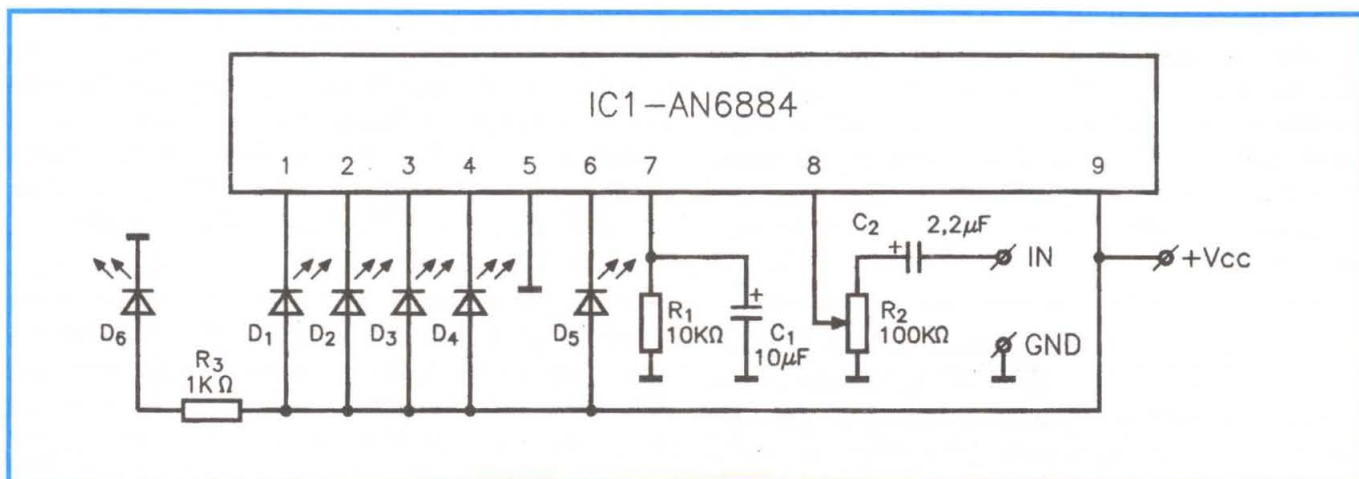 IC1-AN6884
1 2 3 4 5 6 7 8 9
C2 + 2,2µF IN
+Vcc
D6 D1 D2 D3 D4 D5
R1
10KΩ
+
C1
10µF
R2
100KΩ
GND
R3
1KΩ